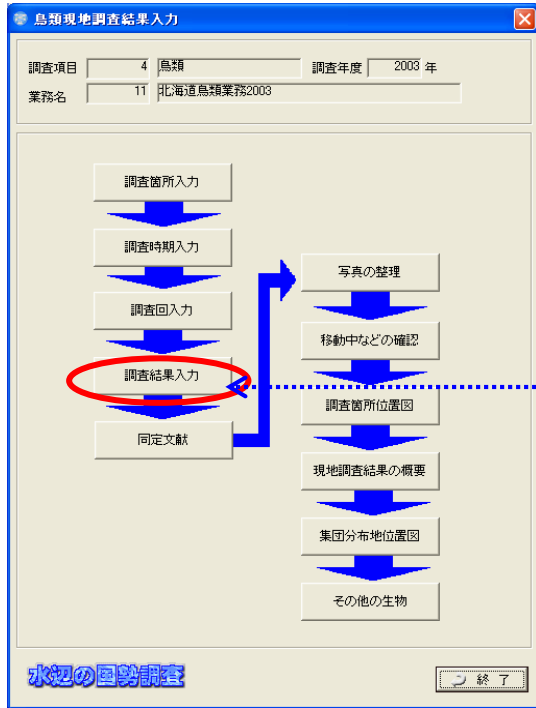 鳥類現地調査結果入力
調査項目 4 鳥類 調査年度 2003 年
業務名 11 北海道鳥類業務2003
調査箇所入力
調査時期入力
調査回入力
調査結果入力
同定文献
写真の整理
移動中などの確認
調査箇所位置図
現地調査結果の概要
集団分布地位置図
その他の生物
水辺の国勢調査
終 了